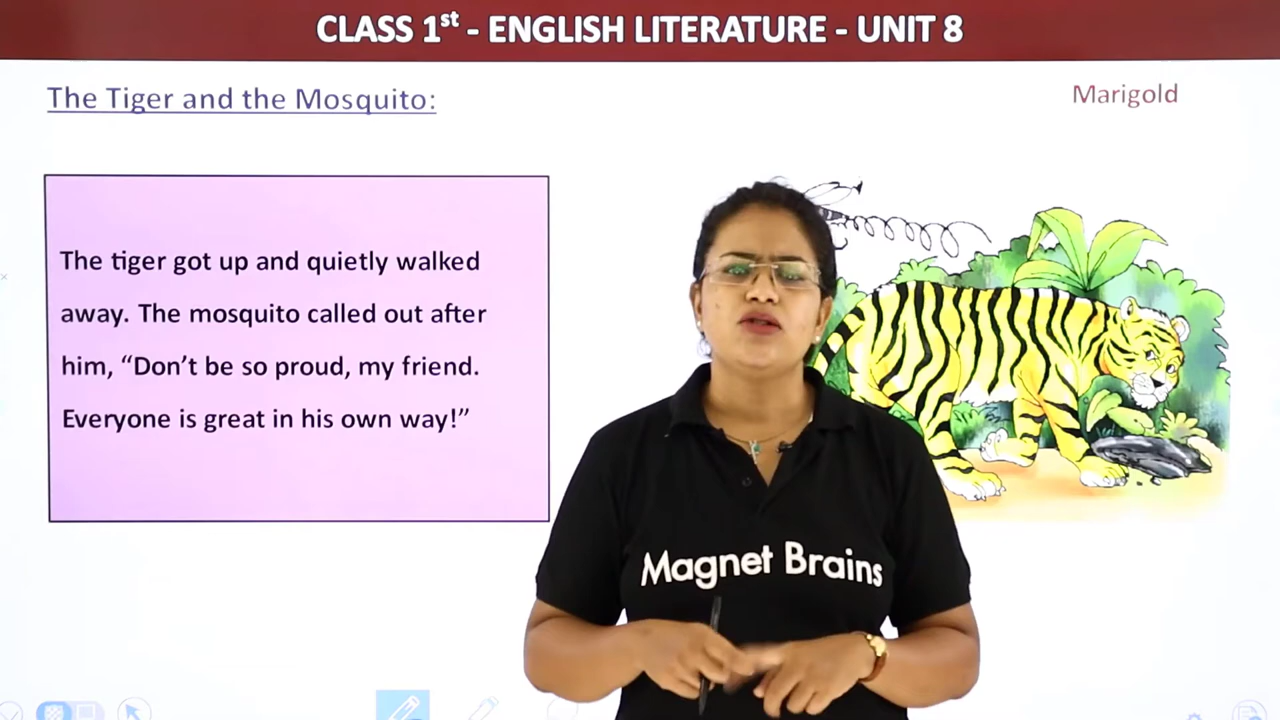 CLASS 1st - ENGLISH LITERATURE - UNIT 8
The Tiger and the Mosquito:
Marigold
The tiger got up and quietly walked
away. The mosquito called out after
him, “Don’t be so proud, my friend.
Everyone is great in his own way!”
Magnet Brains